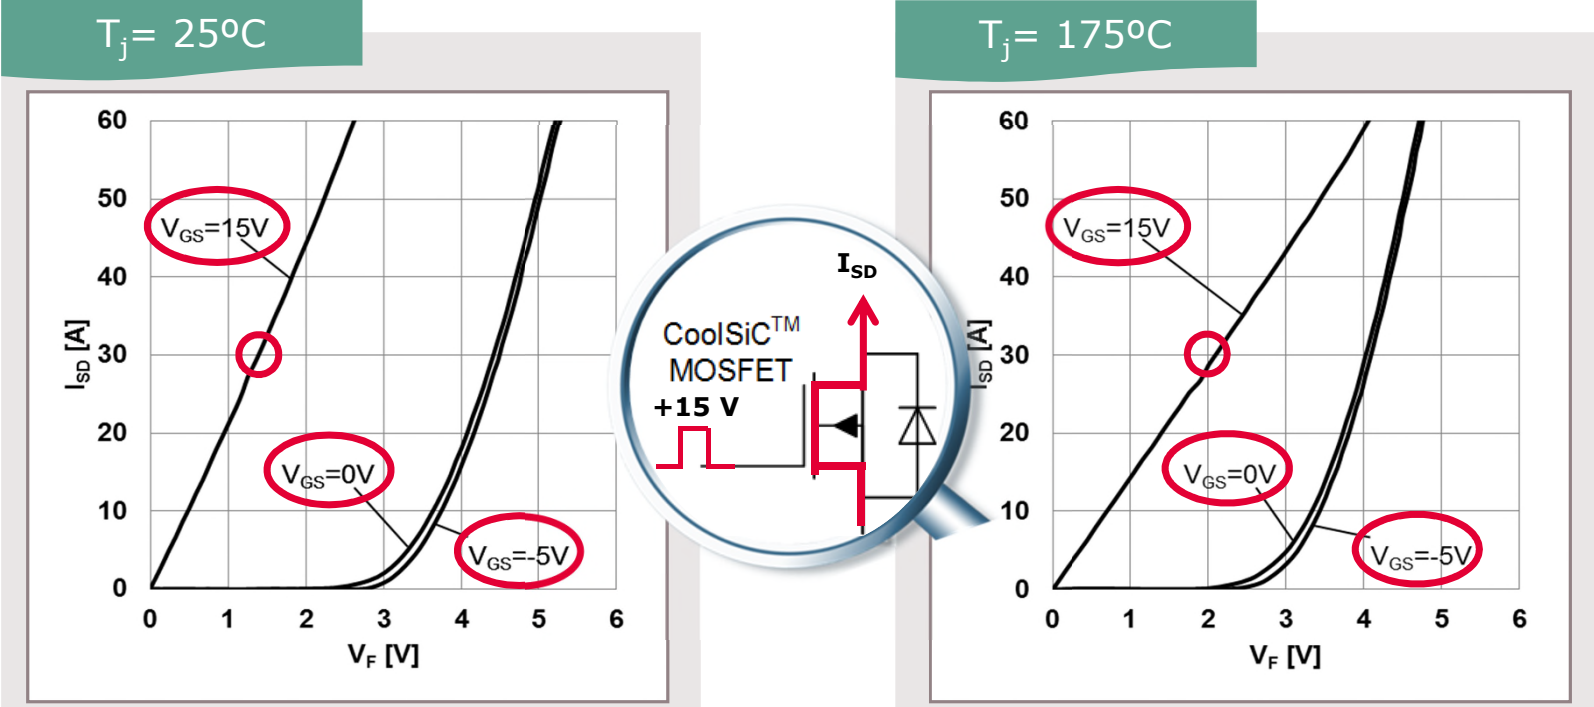 Tj= 25ºC
60
50
40
30
20
10
0
0 1 2 3 4 5 6
ISD [A]
VF [V]
VGS=15V
VGS=0V
VGS=-5V
ISD
CoolSiC™
MOSFET
+15 V
Tj= 175ºC
60
50
40
30
20
10
0
0 1 2 3 4 5 6
ISD [A]
VF [V]
VGS=15V
VGS=0V
VGS=-5V